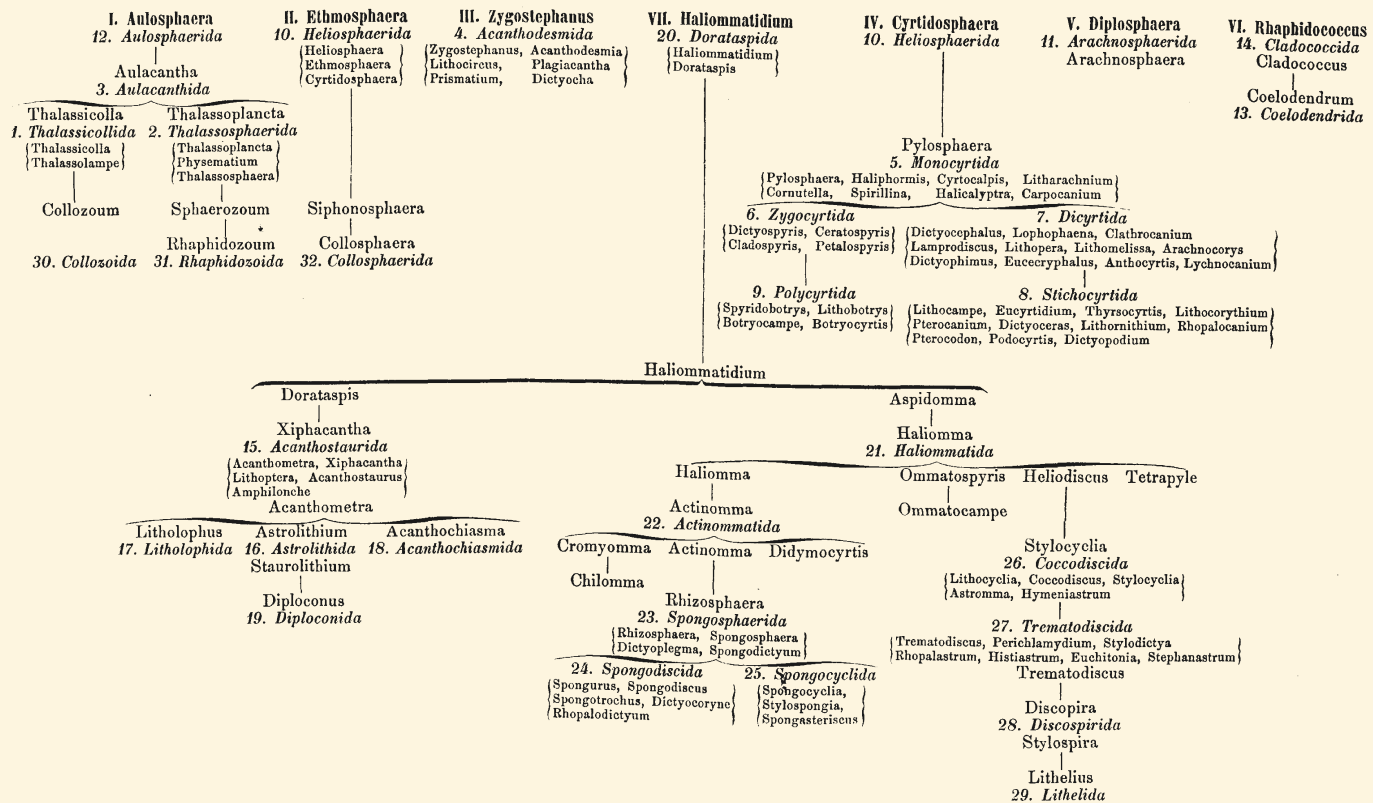 I. Aulosphaera
12. Aulosphaerida
Aulacantha
3. Aulacanthida
Thalassicolla
1. Thalassicollida
Thalassicolla
Thalassolampe
Collozoum
30. Collozoida
Thalassoplancta
2. Thalassosphaerida
Thalassoplancta
Physematium
Thalassosphaera
Sphaerozoum
Rhaphidozoum
31. Rhaphidozoida
II. Ethmosphaera
10. Heliosphaerida
Heliosphaera
Ethmosphaera
Cyrtidosphaera
Siphonosphaera
Collosphaera
32. Collosphaerida
III. Zygostephanus
4. Acanthodesmida
Zygostephanus, Acanthodesmia
Lithocircus, Plagiacantha
Prismatium, Dictyocha
VII. Haliommatidium
20. Dorataspida
Haliommatidium
Dorataspis
IV. Cyrtidosphaera
10. Heliosphaerida
Pylosphaera
5. Monocyrtida
Pylosphaera, Haliphormis, Cyrtocalpis, Litharachnium
Cornutella, Spirillina, Halicalyptra, Carpocanium
6. Zygocyrtida
Dictyospyris, Ceratospyris
Cladospyris, Petalospyris
9. Polycyrtida
Spyridobotrys, Lithobotrys
Botryocampe, Botryocyrtis
7. Dicyrtida
Dictyocephalus, Lophophaena, Clathrocanium
Lamprodiscus, Lithopera, Lithomelissa, Arachnocorys
Dictyophimus, Eucecryphalus, Anthocyrtis, Lychnocanium
8. Stichocyrtida
Lithocampe, Eucyrtidium, Thyrsocyrtis, Lithocorythium
Pterocanium, Dictyoceras, Lithornithium, Rhopalocanium
Pterocodon, Podocyrtis, Dictyopodium
V. Diplosphaera
11. Arachnosphaerida
Arachnosphaera
VI. Rhaphidococcus
14. Cladococcida
Cladococcus
Coelodendrum
13. Coelodendrida
Haliommatidium
Dorataspis
Xiphacantha
15. Acanthostaurida
Acanthometra, Xiphacantha
Lithoptera, Acanthostaurus
Amphilonche
Acanthometra
Litholophus
17. Litholophida
Astrolithium
16. Astrolithida
Staurolithium
Diploconus
19. Diploconida
Acanthochiasma
18. Acanthochiasmida
Aspidomma
Haliomma
21. Haliommatida
Haliomma
Actinomma
22. Actinommatida
Cromyomma
Chilomma
Actinomma
Didymocyrtis
Rhizosphaera
23. Spongosphaerida
Rhizosphaera, Spongosphaera
Dictyoplegma, Spongodictyum
24. Spongodiscida
Spongurus, Spongodiscus
Spongotrochus, Dictyocoryne
Rhopalodictyum
25. Spongocyclida
Spongocyclia,
Stylospongia,
Spongasteriscus
Ommatospyris
Ommatocampe
Heliodiscus
Tetrapyle
Stylocyclia
26. Coccodiscida
Lithocyclia, Coccodiscus, Stylocyclia
Astromma, Hymeniastrum
27. Trematodiscida
Trematodiscus, Perichlamydium, Stylodictya
Rhopalastrum, Histiastrum, Euchitonia, Stephanastrum
Trematodiscus
Discopira
28. Discospirida
Stylospira
Lithelius
29. Lithelida